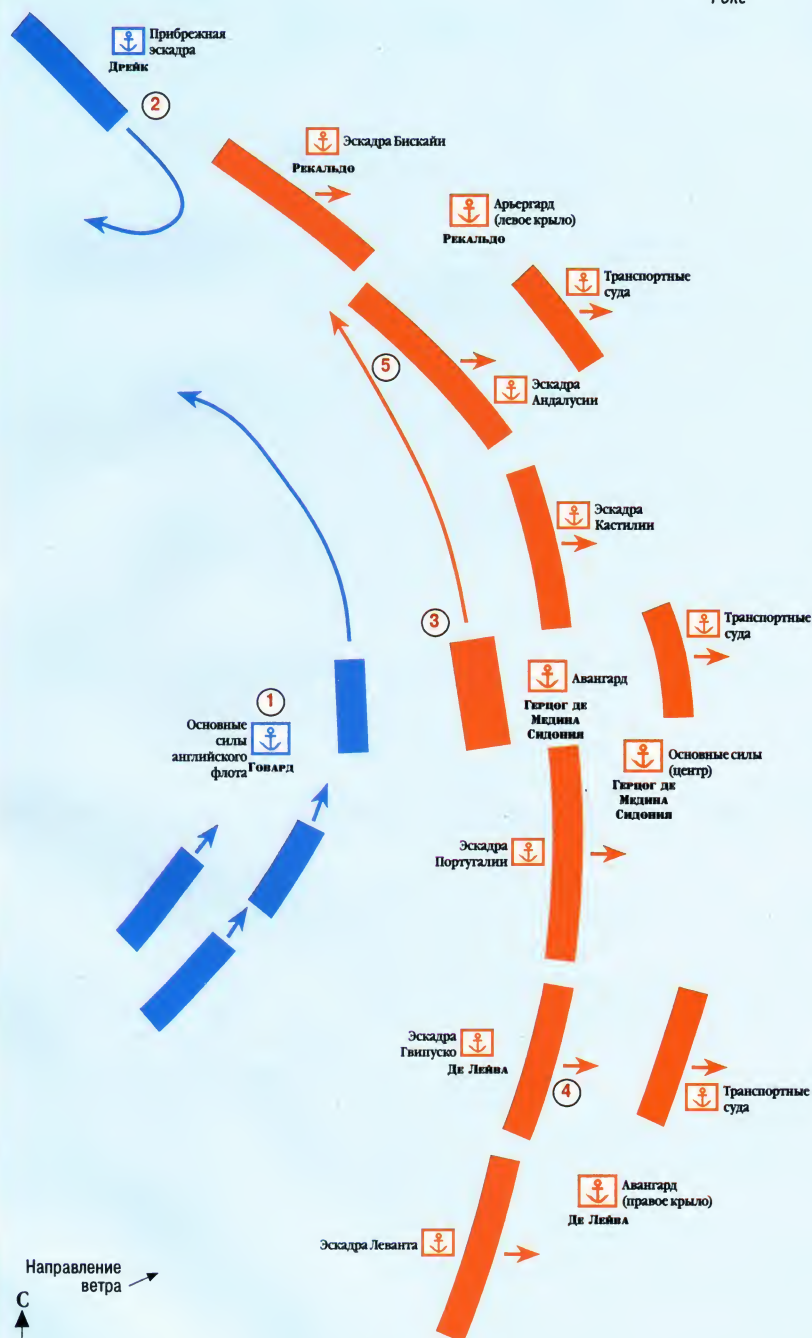 Рокс
Прибрежная
эскадра
Дрейк
2
Эскадра Бискайи
Рекальдо
Арьергард
(левое крыло)
Рекальдо
Транспортные
суда
5
Эскадра
Андалусии
Эскадра
Кастилии
3
Транспортные
суда
Авангард
Герцог де
Медина
Сидония
1
Основные
силы
английского
флота
Говард
Основные силы
(центр)
Герцог де
Медина
Сидония
Эскадра
Португалии
Эскадра
Гвипуско
Де Лейва
4
Транспортные
суда
Авангард
(правое крыло)
Де Лейва
Эскадра Леванта
Направление
ветра
С